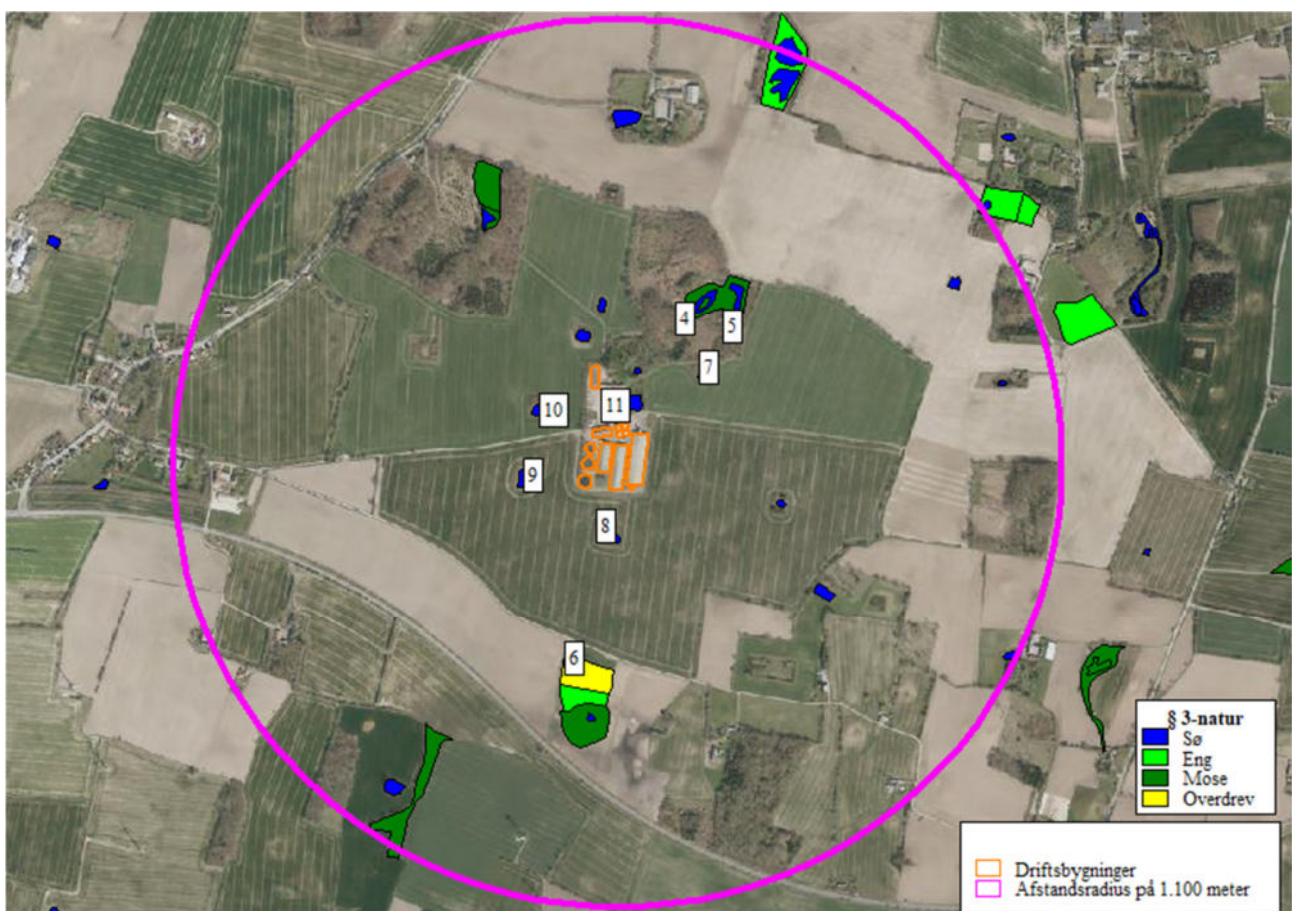 4
5
7
10
11
9
8
6
§ 3-natur
Sø
Eng
Mose
Overdrev
Driftsbygninger
Afstandsradius på 1.100 meter